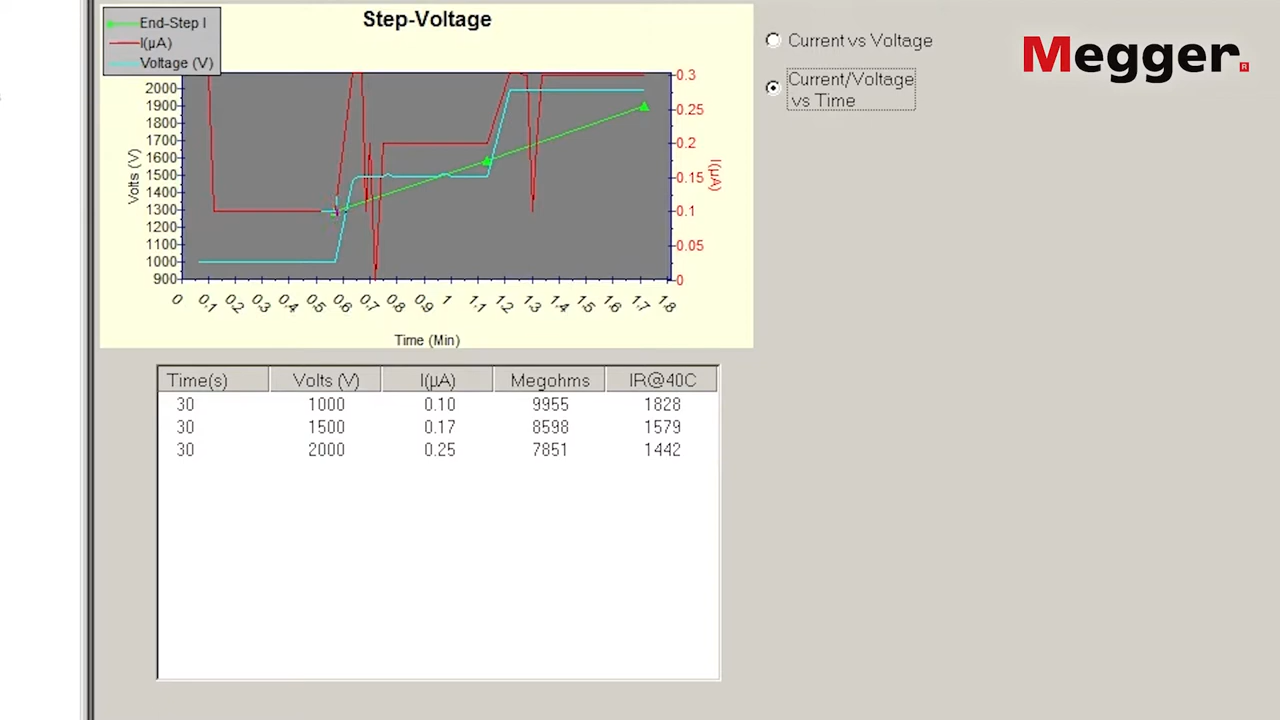 Step-Voltage
End-Step I
I(µA)
Voltage (V)
2000
1900
1800
1700
1600
1500
1400
1300
1200
1100
1000
900
Volts (V)
0.3
0.25
0.2
0.15
0.1
0.05
0
I(µA)
0 0.1 0.2 0.3 0.4 0.5 0.6 0.7 0.8 0.9 1 1.1 1.2 1.3 1.4 1.5 1.6 1.7 1.8
Time (Min)
Current vs Voltage
Current/Voltage
vs Time
Megger®
Time(s) Volts (V) I(µA) Megohms IR@40C
30 1000 0.10 9955 1828
30 1500 0.17 8598 1579
30 2000 0.25 7851 1442